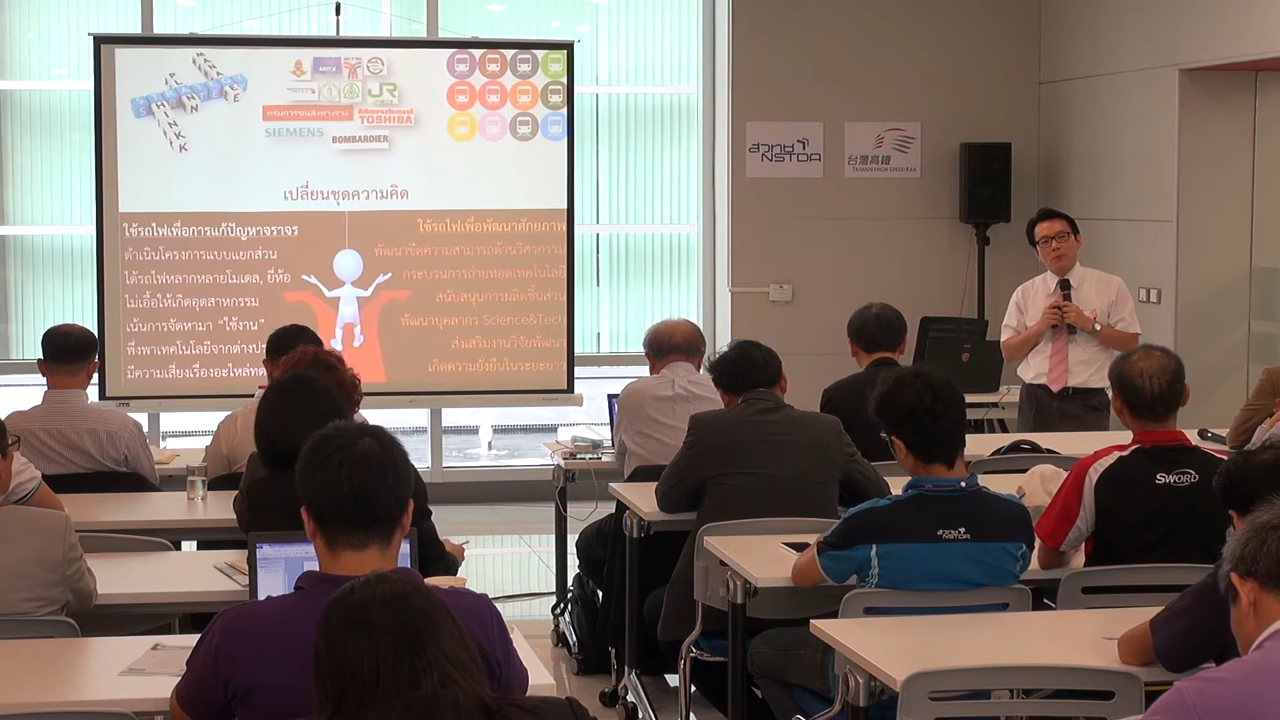 MANAGE
PLAN
CHANGE
THINK
JR
กรมการขนส่งทางราง
Marubeni
TOSHIBA
SIEMENS
BOMBARDIER
เปลี่ยนชุดความคิด
ใช้รถไฟเพื่อการแก้ปัญหาจราจร
ดำเนินโครงการแบบแยกส่วน
ได้รถไฟหลากหลายโมเดล, ยี่ห้อ
ไม่เอื้อให้เกิดอุตสาหกรรม
เน้นการจัดหามา “ใช้งาน”
พึ่งพาเทคโนโลยีจากต่างประ
มีความเสี่ยงเรื่องอะไหล่ทด
ใช้รถไฟเพื่อพัฒนาศักยภาพ
พัฒนาขีดความสามารถด้านวิศวกรรม
กระบวนการถ่ายทอดเทคโนโลยี
สนับสนุนการผลิตชิ้นส่วน
พัฒนาบุคลากร Science&Tech
ส่งเสริมงานวิจัยพัฒนา
เกิดความยั่งยืนในระยะยาว
สวทช
NSTDA
台灣高鐵
TAIWAN HIGH SPEED RAIL
SWORD
สวทช
NSTDA